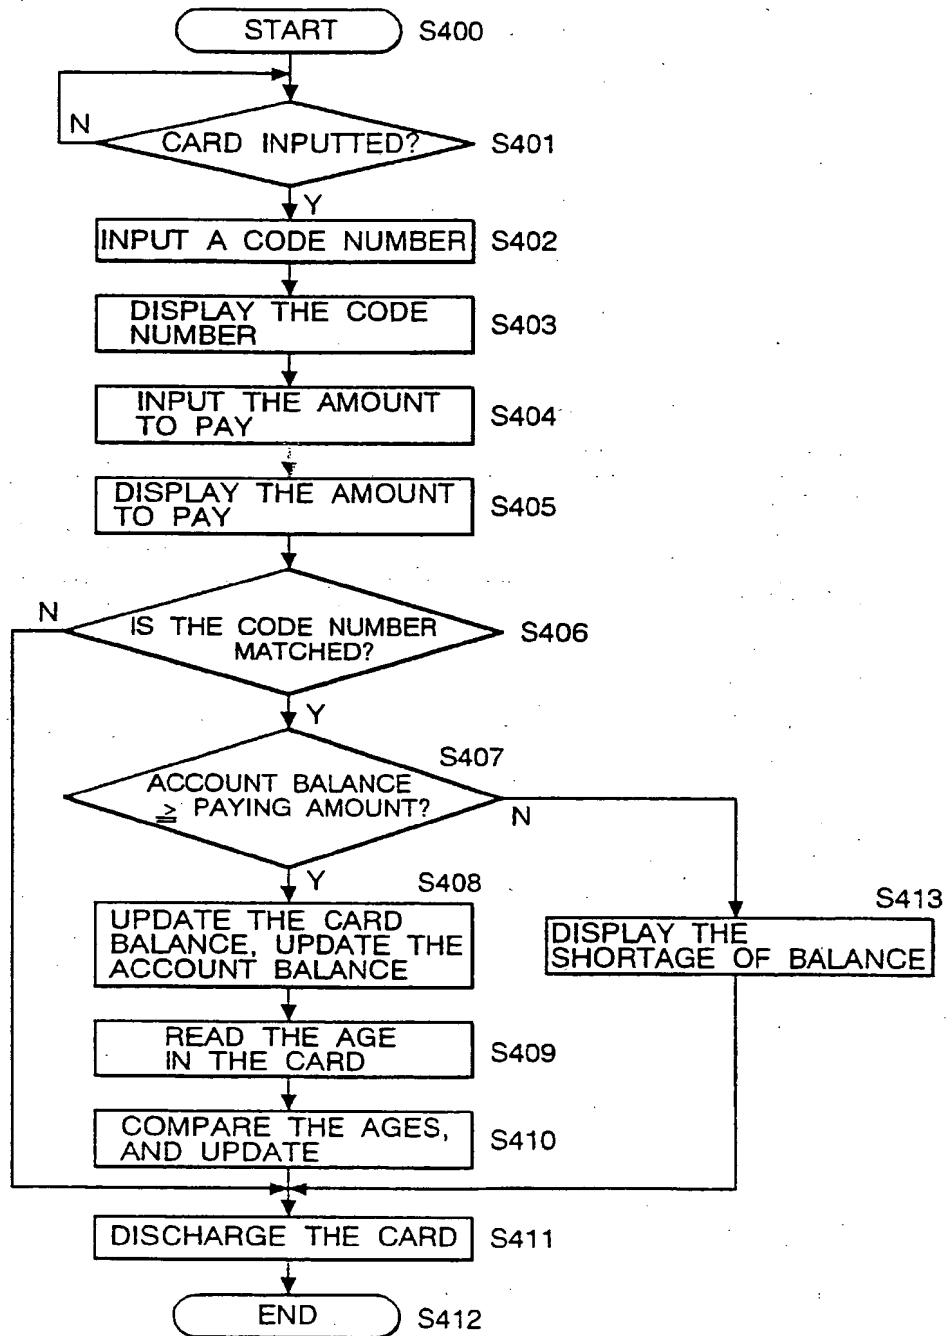 START S400
N
CARD INPUTTED? S401
Y
INPUT A CODE NUMBER S402
DISPLAY THE CODE
NUMBER
S403
INPUT THE AMOUNT
TO PAY
S404
DISPLAY THE AMOUNT
TO PAY
S405
N
IS THE CODE NUMBER
MATCHED?
S406
Y
S407
ACCOUNT BALANCE
≧ PAYING AMOUNT?
N
Y
S408
UPDATE THE CARD
BALANCE, UPDATE THE
ACCOUNT BALANCE
S413
DISPLAY THE
SHORTAGE OF BALANCE
READ THE AGE
IN THE CARD
S409
COMPARE THE AGES,
AND UPDATE
S410
DISCHARGE THE CARD S411
END S412